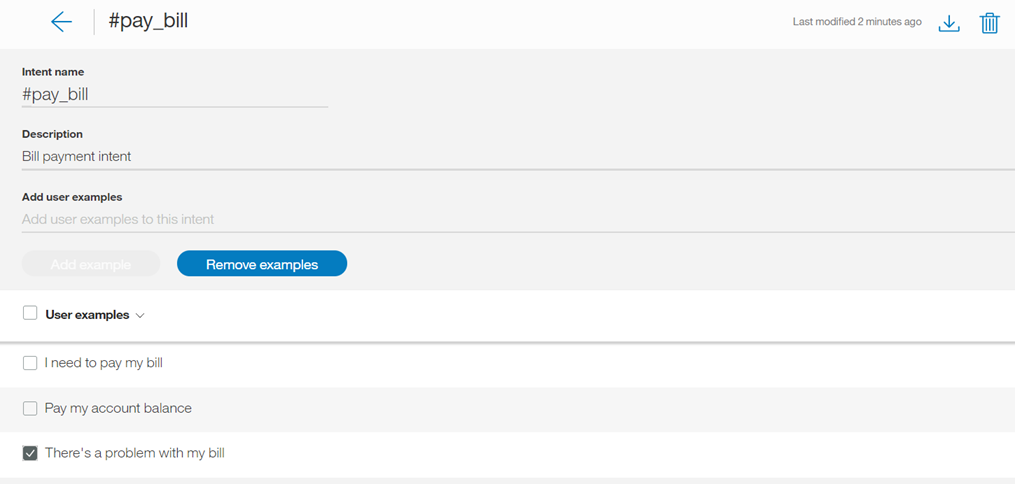 #pay_bill
Last modified 2 minutes ago
Intent name
#pay_bill
Description
Bill payment intent
Add user examples
Add user examples to this intent
Add example
Remove examples
User examples
I need to pay my bill
Pay my account balance
There's a problem with my bill